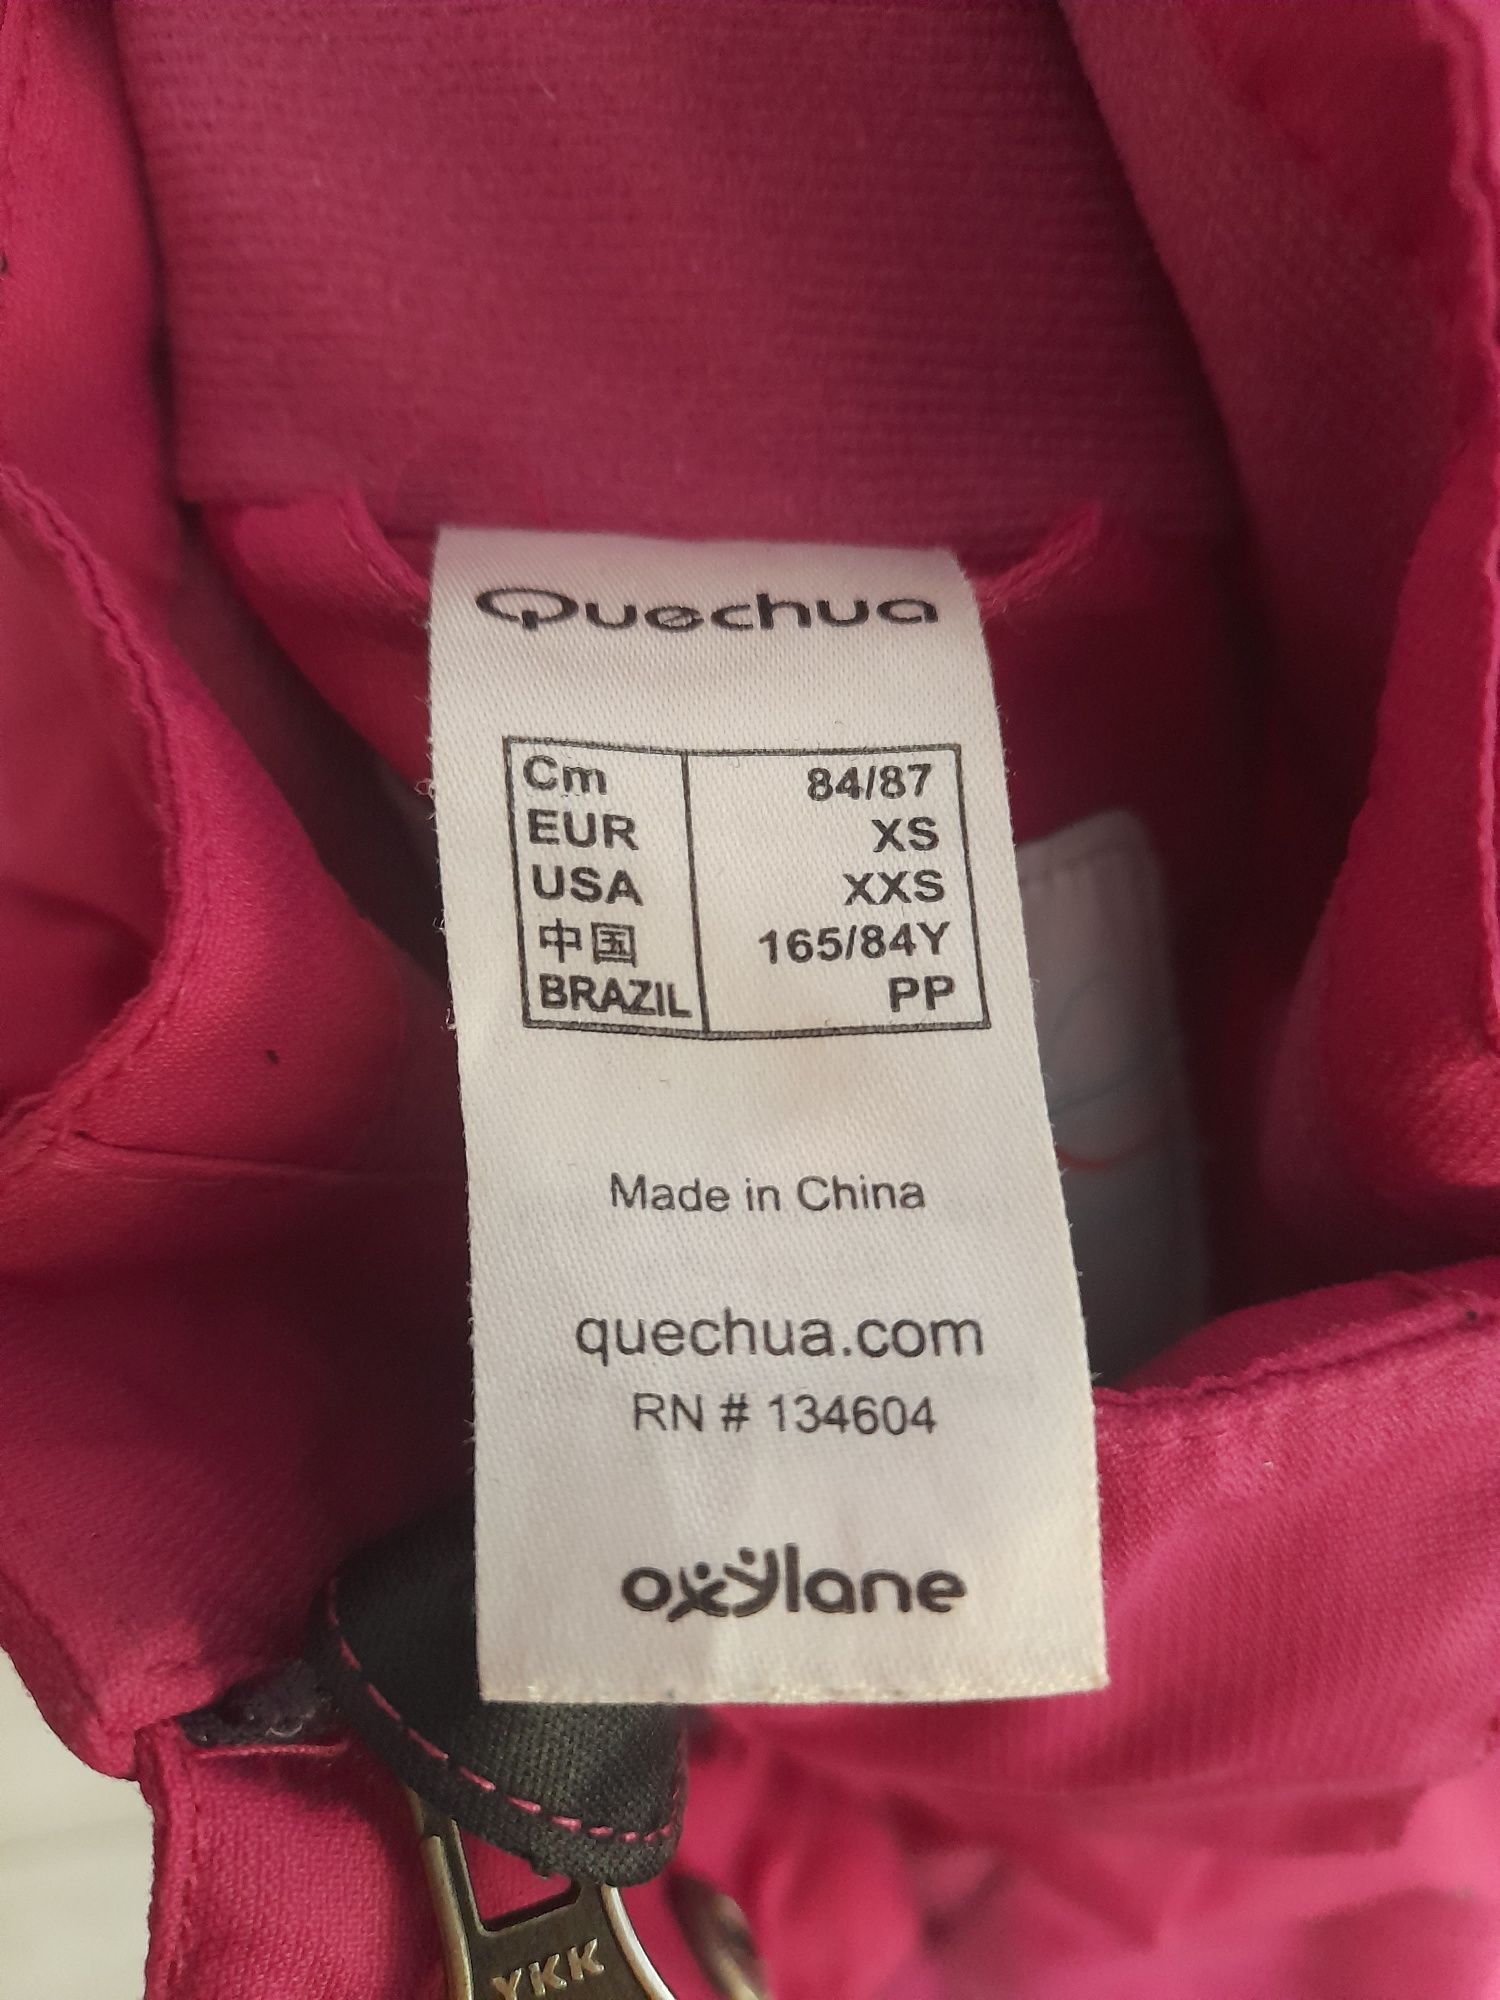 Quechua
Cm 84/87
EUR XS
USA XXS
中国 165/84Y
BRAZIL PP
Made in China
quechua.com
RN # 134604
oxylane
YKK